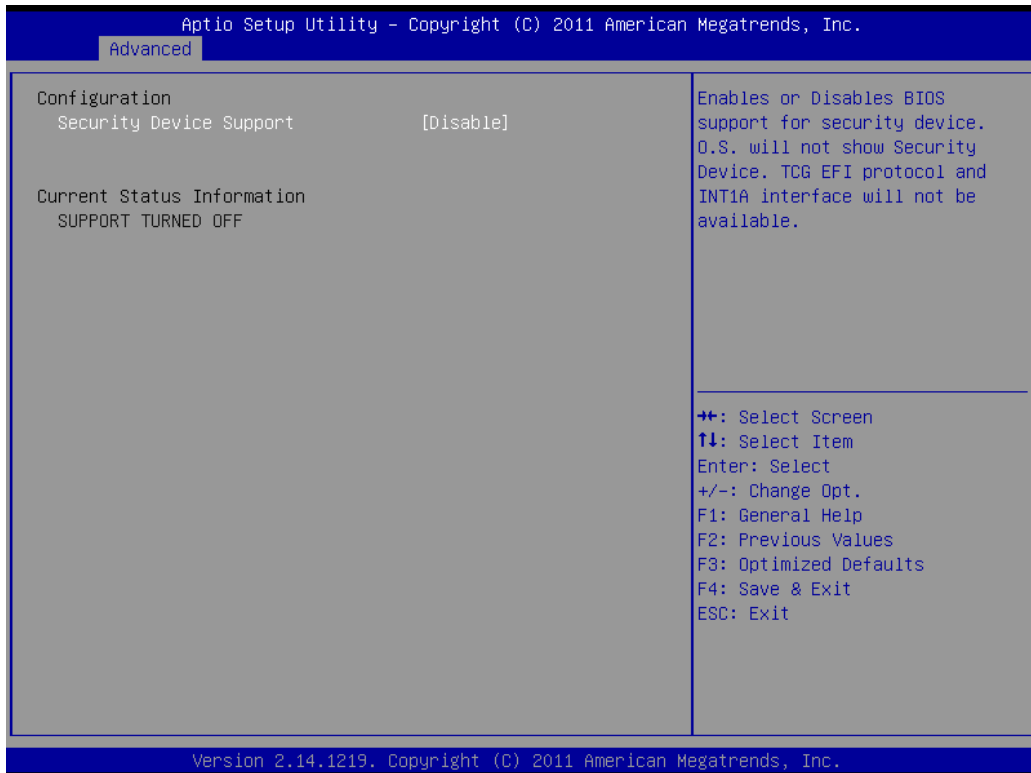 Aptio Setup Utility – Copyright (C) 2011 American Megatrends, Inc.
Advanced
Configuration
Security Device Support [Disable]
Current Status Information
SUPPORT TURNED OFF
Enables or Disables BIOS
support for security device.
O.S. will not show Security
Device. TCG EFI protocol and
INT1A interface will not be
available.
→←: Select Screen
↑↓: Select Item
Enter: Select
+/-: Change Opt.
F1: General Help
F2: Previous Values
F3: Optimized Defaults
F4: Save & Exit
ESC: Exit
Version 2.14.1219. Copyright (C) 2011 American Megatrends, Inc.